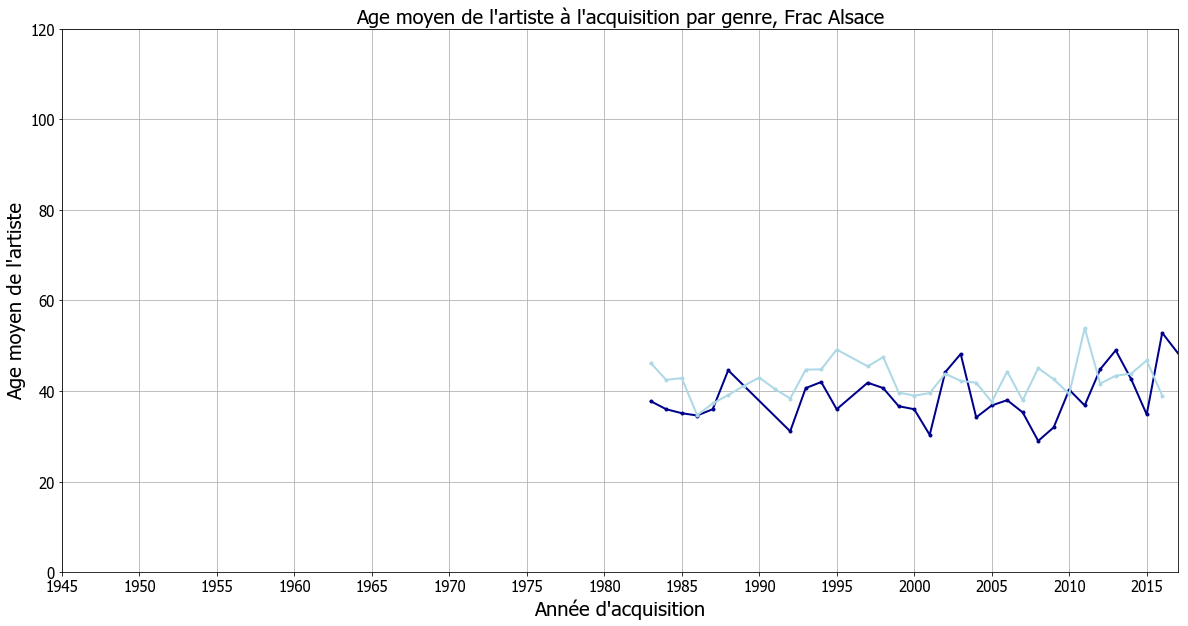 Age moyen de l'artiste à l'acquisition par genre, Frac Alsace
120
100
80
60
40
20
0
Age moyen de l'artiste
1945 1950 1955 1960 1965 1970 1975 1980 1985 1990 1995 2000 2005 2010 2015
Année d'acquisition